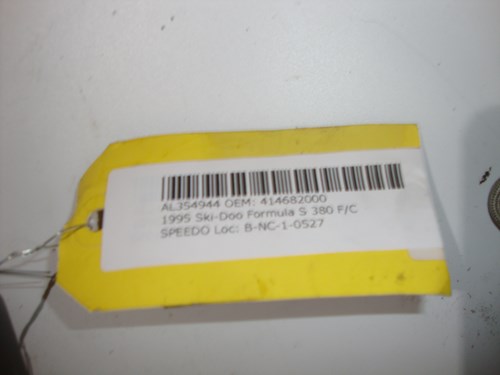 AL354944 OEM: 414682000
1995 Ski-Doo Formula S 380 F/C
SPEEDO Loc: B-NC-1-0527